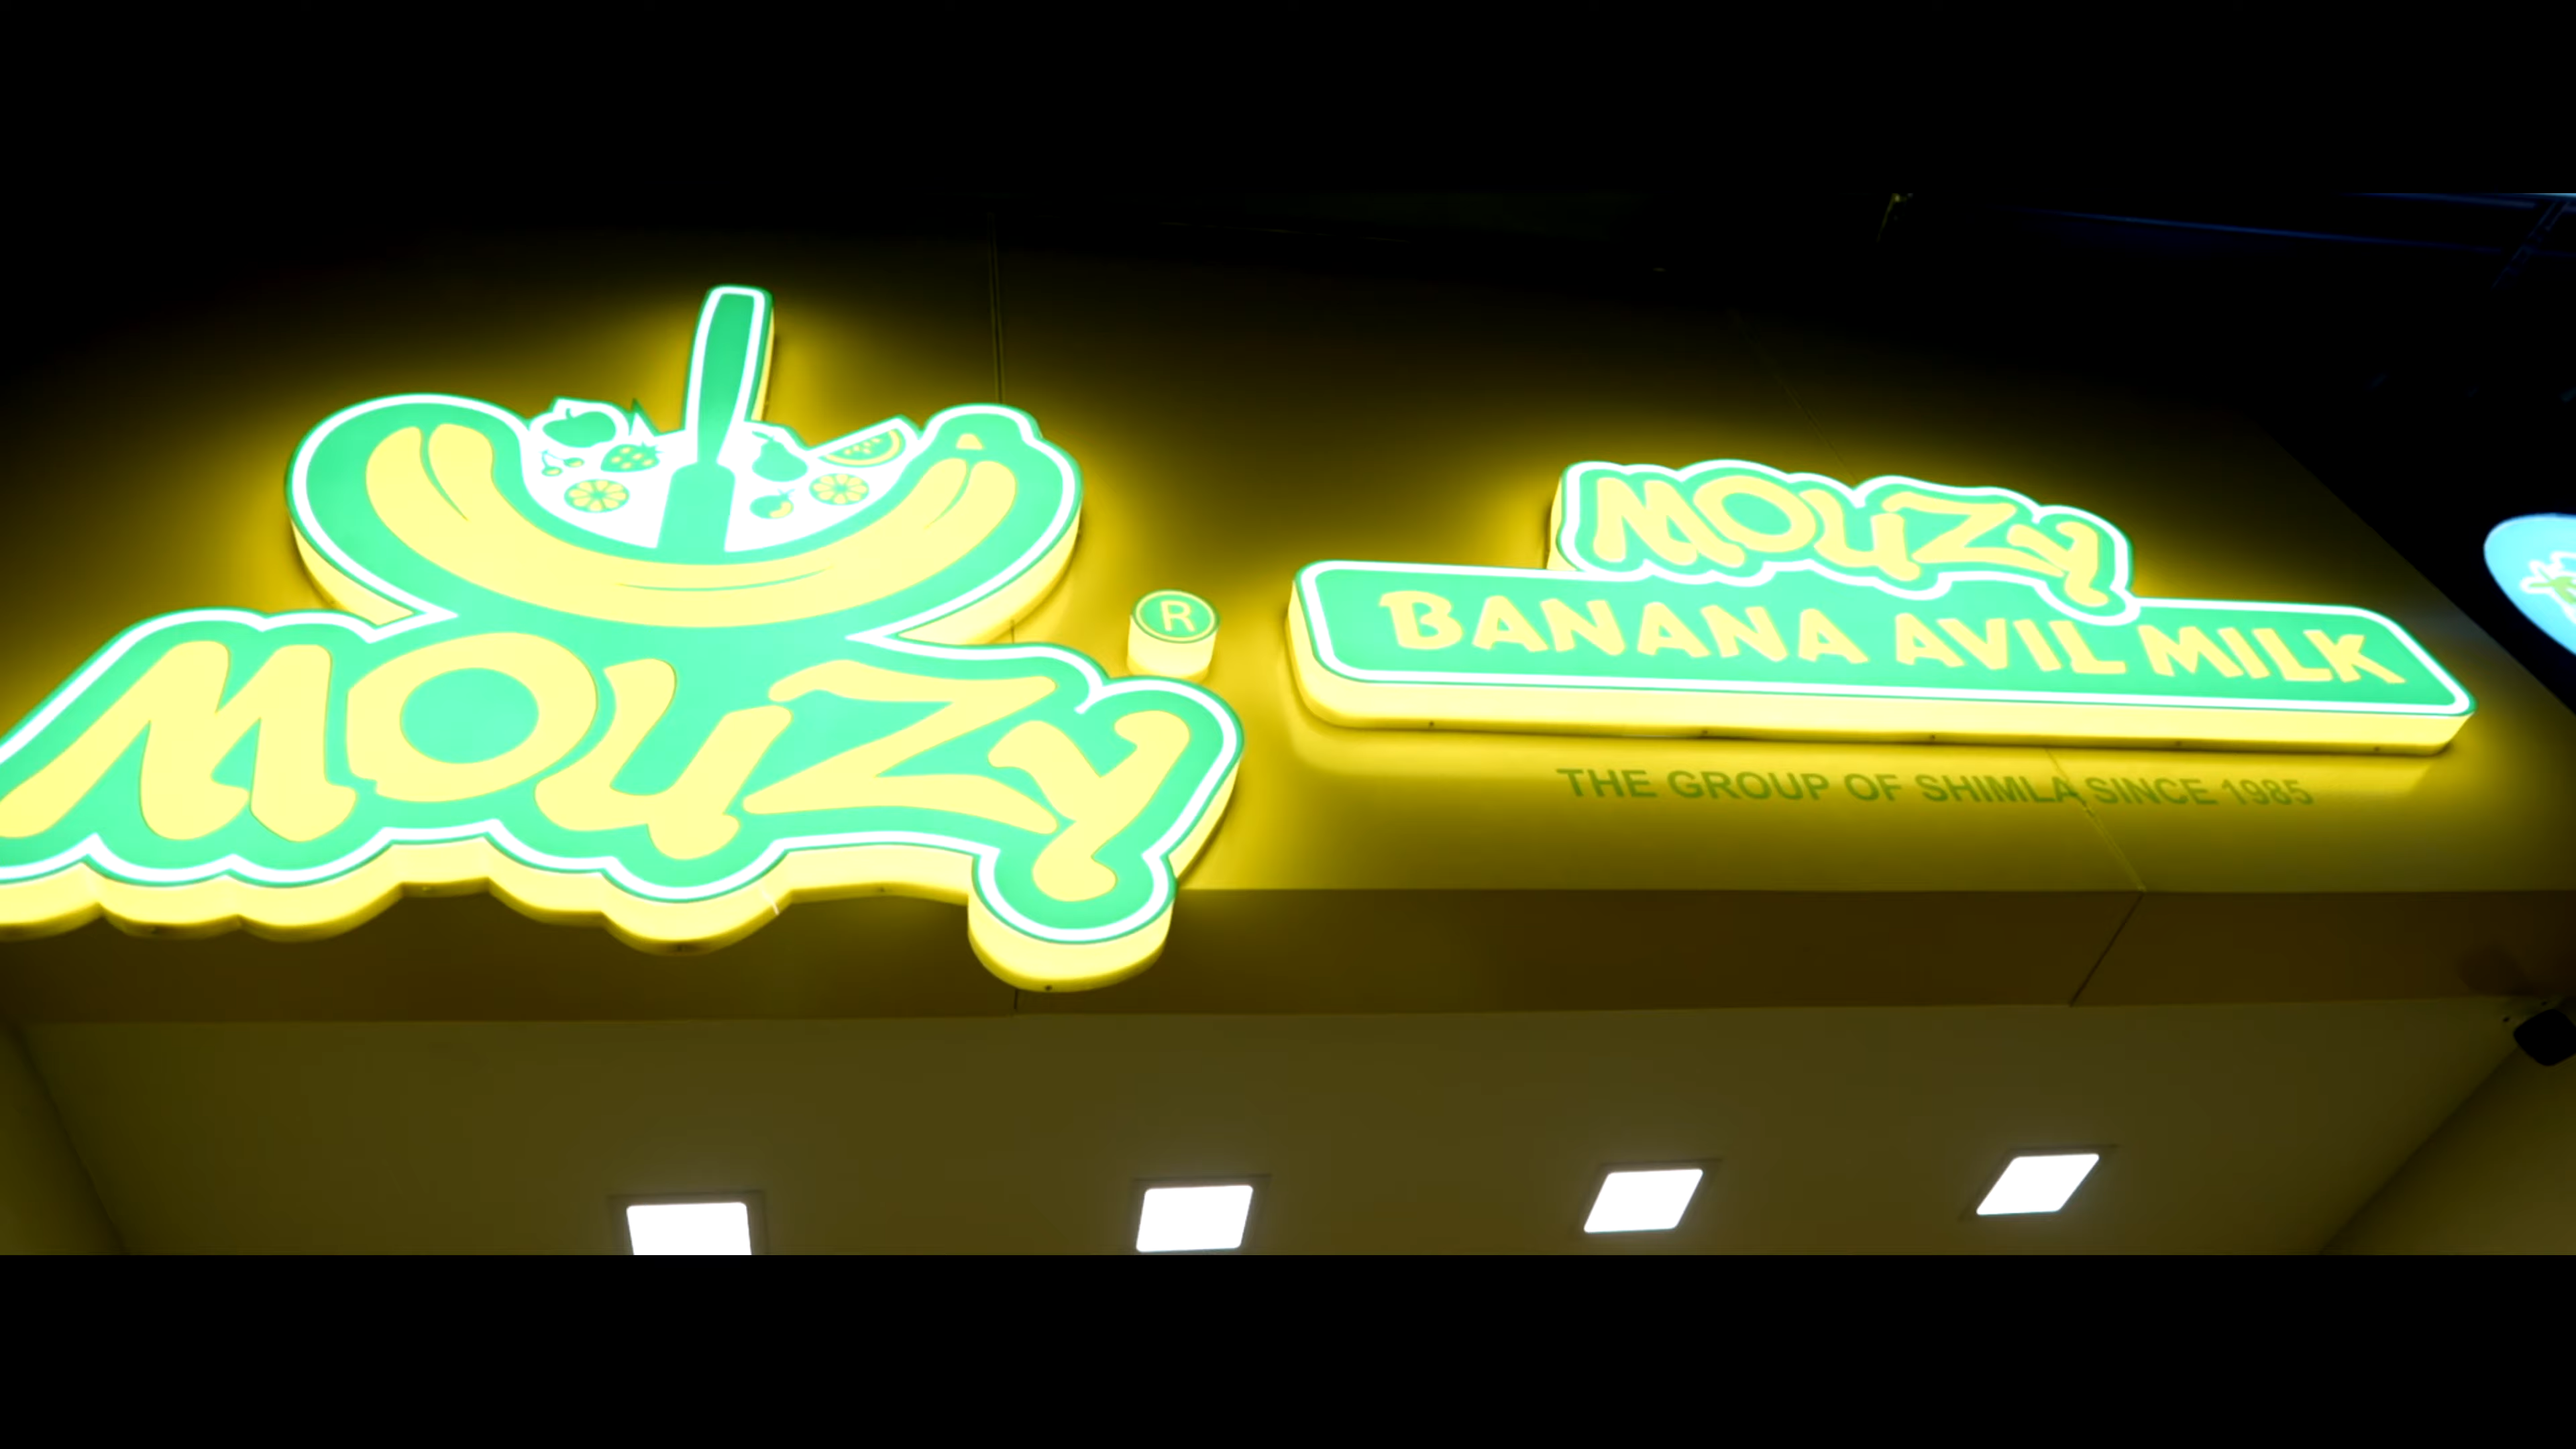 MOUZY
®
MOUZY
BANANA AVIL MILK
THE GROUP OF SHIMLA SINCE 1985